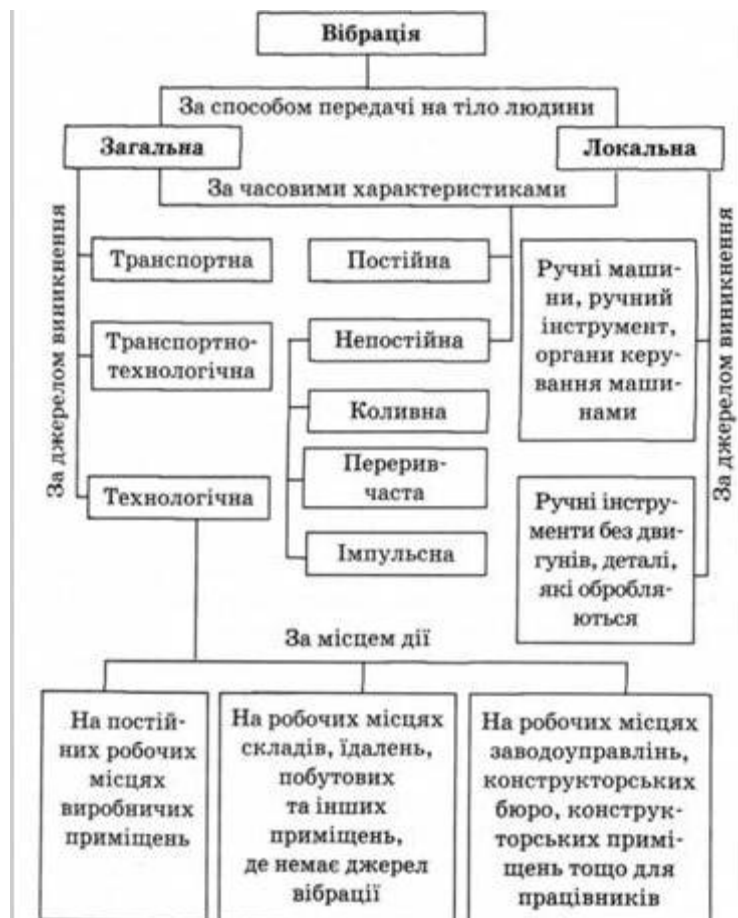 Вібрація
За способом передачі на тіло людини
Загальна
Локальна
За часовими характеристиками
За джерелом виникнення
Транспортна
Транспортно-
технологічна
Технологічна
Постійна
Непостійна
Коливна
Перерив-
часта
Імпульсна
Ручні маши-
ни, ручний
інструмент,
органи керу-
вання маши-
нами
Ручні інстру-
менти без дви-
гунів, деталі,
які обробля-
ються
За джерелом виникнення
За місцем дії
На постій-
них робочих
місцях
виробничих
приміщень
На робочих місцях
складів, їдалень,
побутових
та інших
приміщень,
де немає джерел
вібрації
На робочих місцях
заводоуправлінь,
конструкторських
бюро, конструк-
торських примі-
щень тощо для
працівників